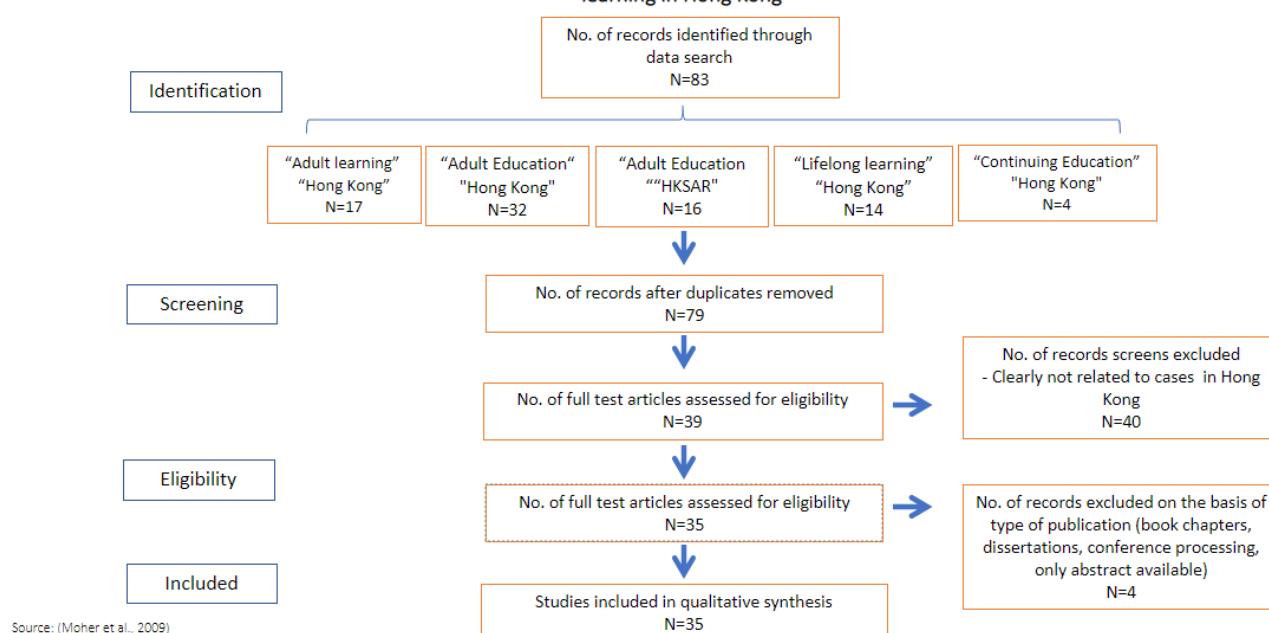 learning in Hong Kong
No. of records identified through
data search
N=83
Identification
“Adult learning”
“Hong Kong”
N=17
“Adult Education“
"Hong Kong"
N=32
“Adult Education
““HKSAR"
N=16
“Lifelong learning”
“Hong Kong”
N=14
“Continuing Education”
"Hong Kong"
N=4
Screening
No. of records after duplicates removed
N=79
No. of full test articles assessed for eligibility
N=39
No. of records screens excluded
- Clearly not related to cases in Hong
Kong
N=40
Eligibility
No. of full test articles assessed for eligibility
N=35
No. of records excluded on the basis of
type of publication (book chapters,
dissertations, conference processing,
only abstract available)
N=4
Included
Studies included in qualitative synthesis
N=35
Source: (Moher et al., 2009)